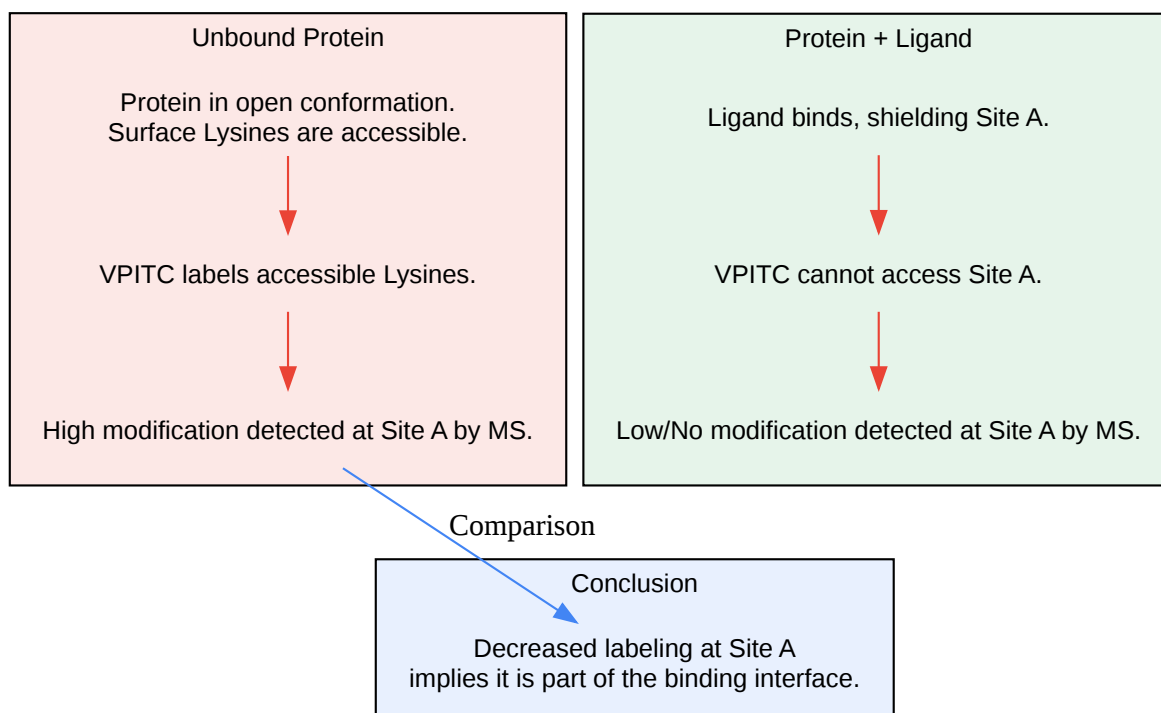 Unbound Protein
Protein in open conformation.
Surface Lysines are accessible.
VPITC labels accessible Lysines.
High modification detected at Site A by MS.
Protein + Ligand
Ligand binds, shielding Site A.
VPITC cannot access Site A.
Low/No modification detected at Site A by MS.
Comparison
Conclusion
Decreased labeling at Site A
implies it is part of the binding interface.